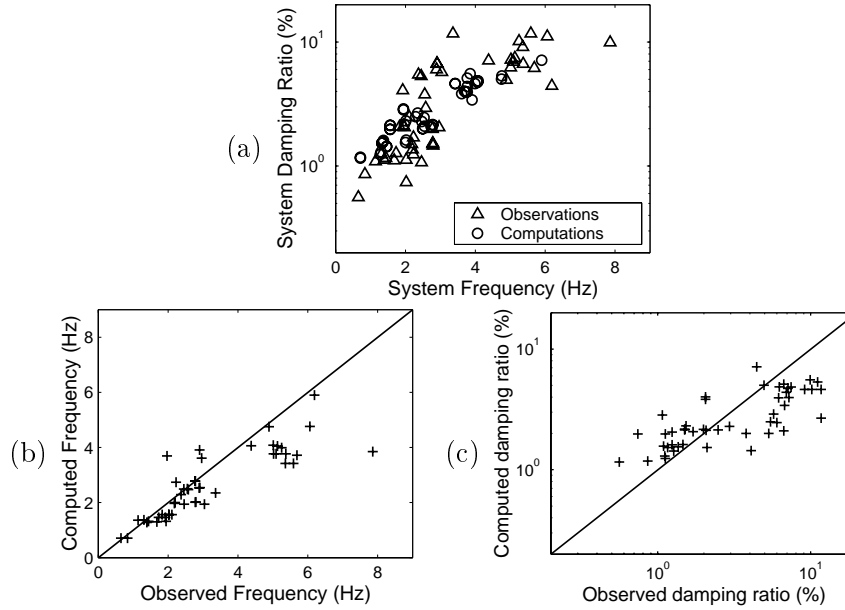 (a)
System Damping Ratio (%)
10^1
10^0
Observations
Computations
0 2 4 6 8
System Frequency (Hz)
(b)
Computed Frequency (Hz)
8
6
4
2
0
0 2 4 6 8
Observed Frequency (Hz)
(c)
Computed damping ratio (%)
10^1
10^0
10^0 10^1
Observed damping ratio (%)